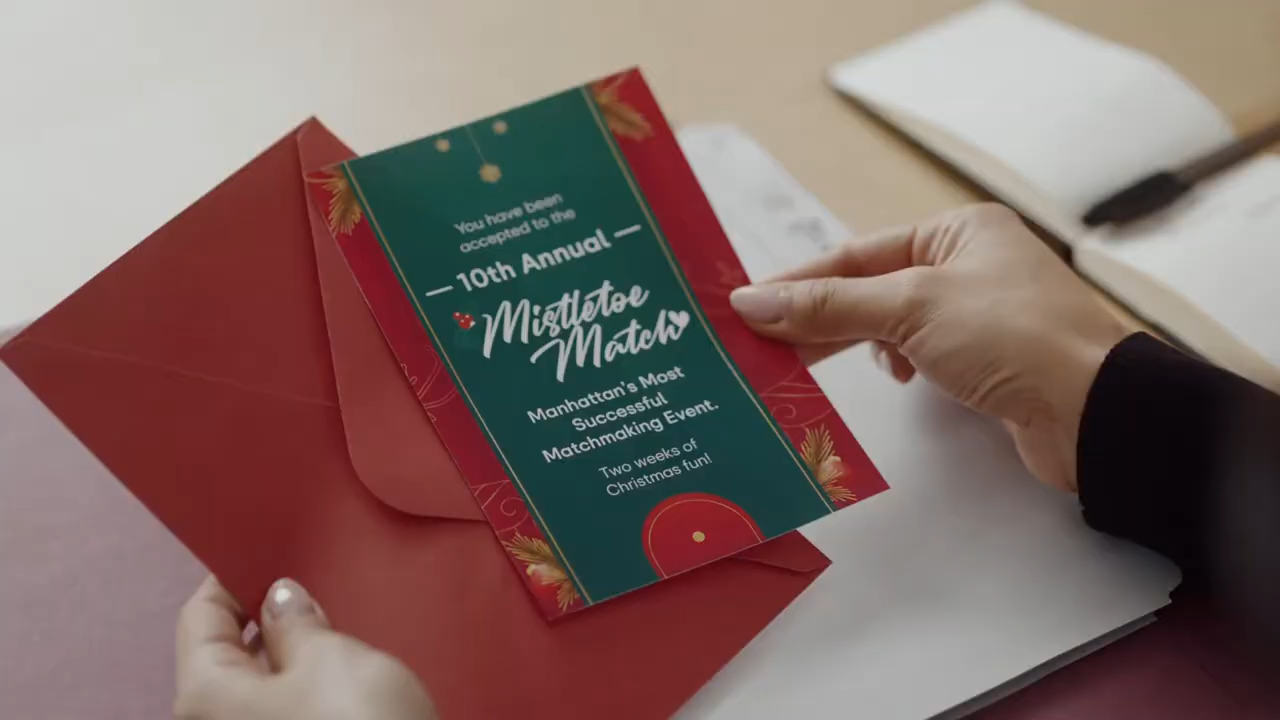 You have been
accepted to the
10th Annual
Mistletoe
Match
Manhattan's Most
Successful
Matchmaking Event.
Two weeks of
Christmas fun!